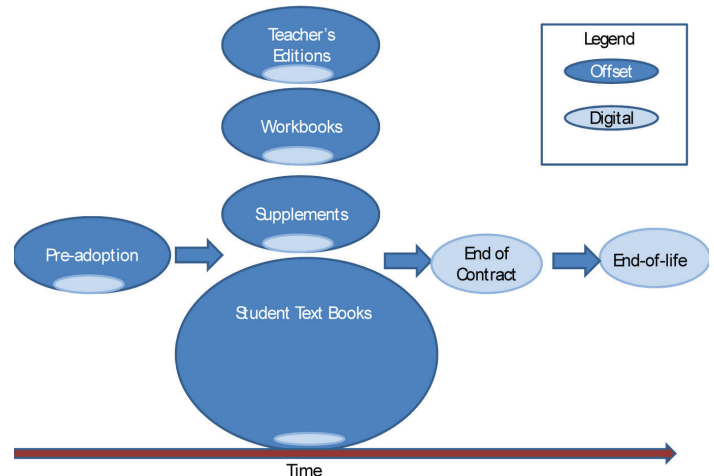 Teacher's
Editions
Workbooks
Supplements
Pre-adoption
Student Text Books
End of
Contract
End-of-life
Legend
Offset
Digital
Time